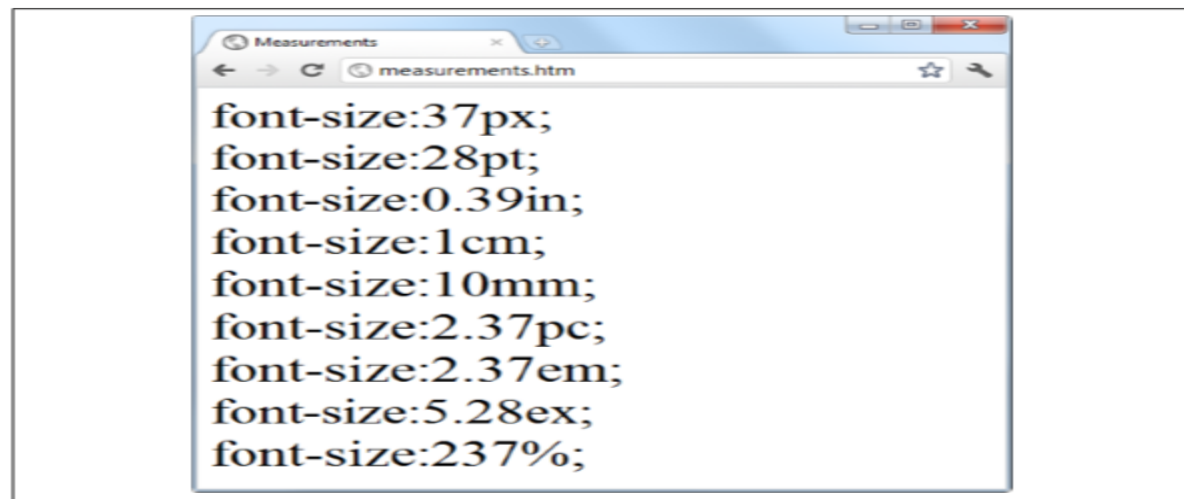 Measurements
measurements.htm
font-size:37px;
font-size:28pt;
font-size:0.39in;
font-size:1cm;
font-size:10mm;
font-size:2.37pc;
font-size:2.37em;
font-size:5.28ex;
font-size:237%;